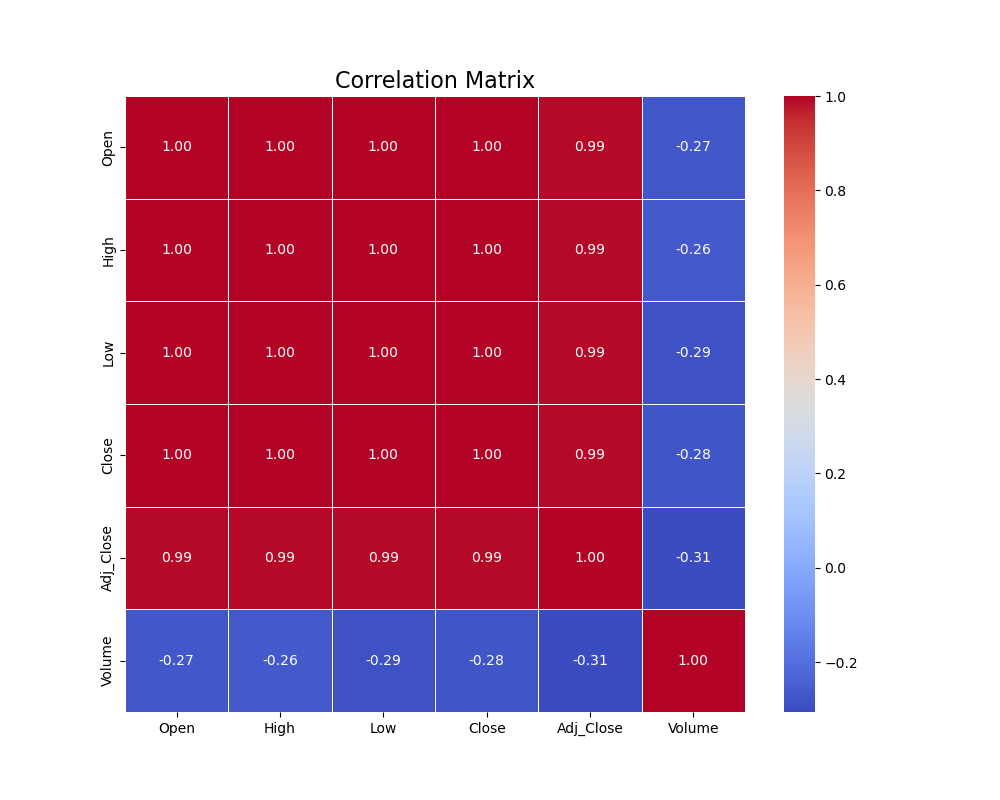 Correlation Matrix
Open 1.00 1.00 1.00 1.00 0.99 -0.27
High 1.00 1.00 1.00 1.00 0.99 -0.26
Low 1.00 1.00 1.00 1.00 0.99 -0.29
Close 1.00 1.00 1.00 1.00 0.99 -0.28
Adj_Close 0.99 0.99 0.99 0.99 1.00 -0.31
Volume -0.27 -0.26 -0.29 -0.28 -0.31 1.00
Open High Low Close Adj_Close Volume
1.0
0.8
0.6
0.4
0.2
0.0
−0.2